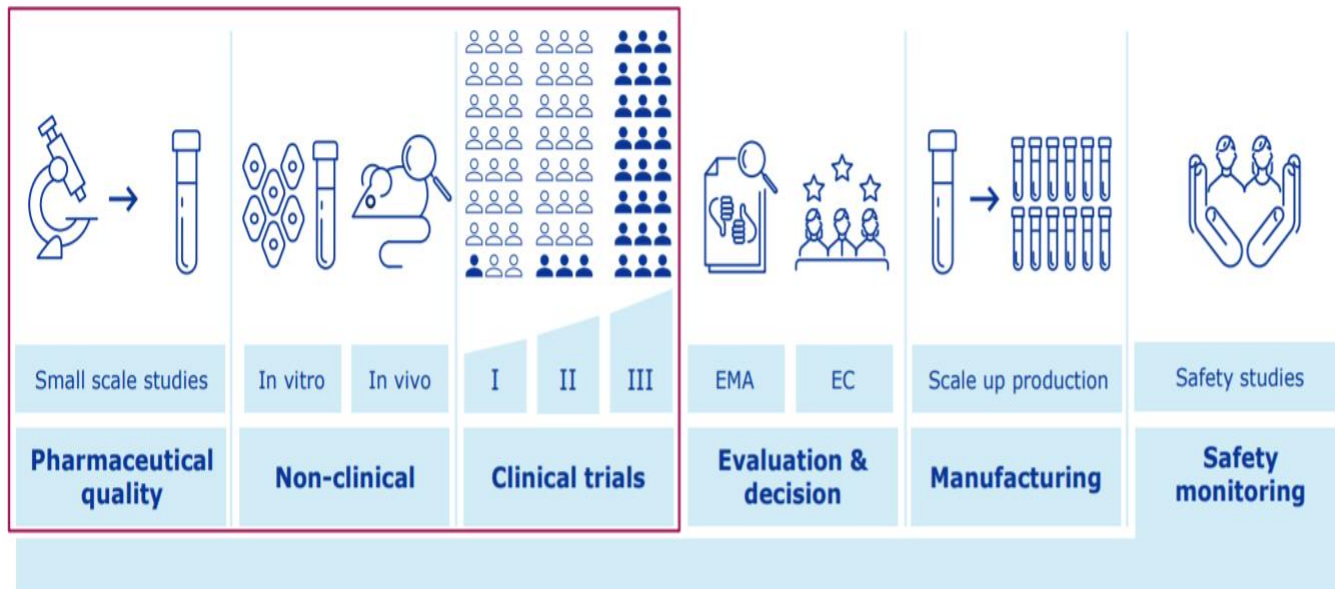 Small scale studies
In vitro
In vivo
I
II
III
EMA
EC
Scale up production
Safety studies
Pharmaceutical
quality
Non-clinical
Clinical trials
Evaluation &
decision
Manufacturing
Safety
monitoring